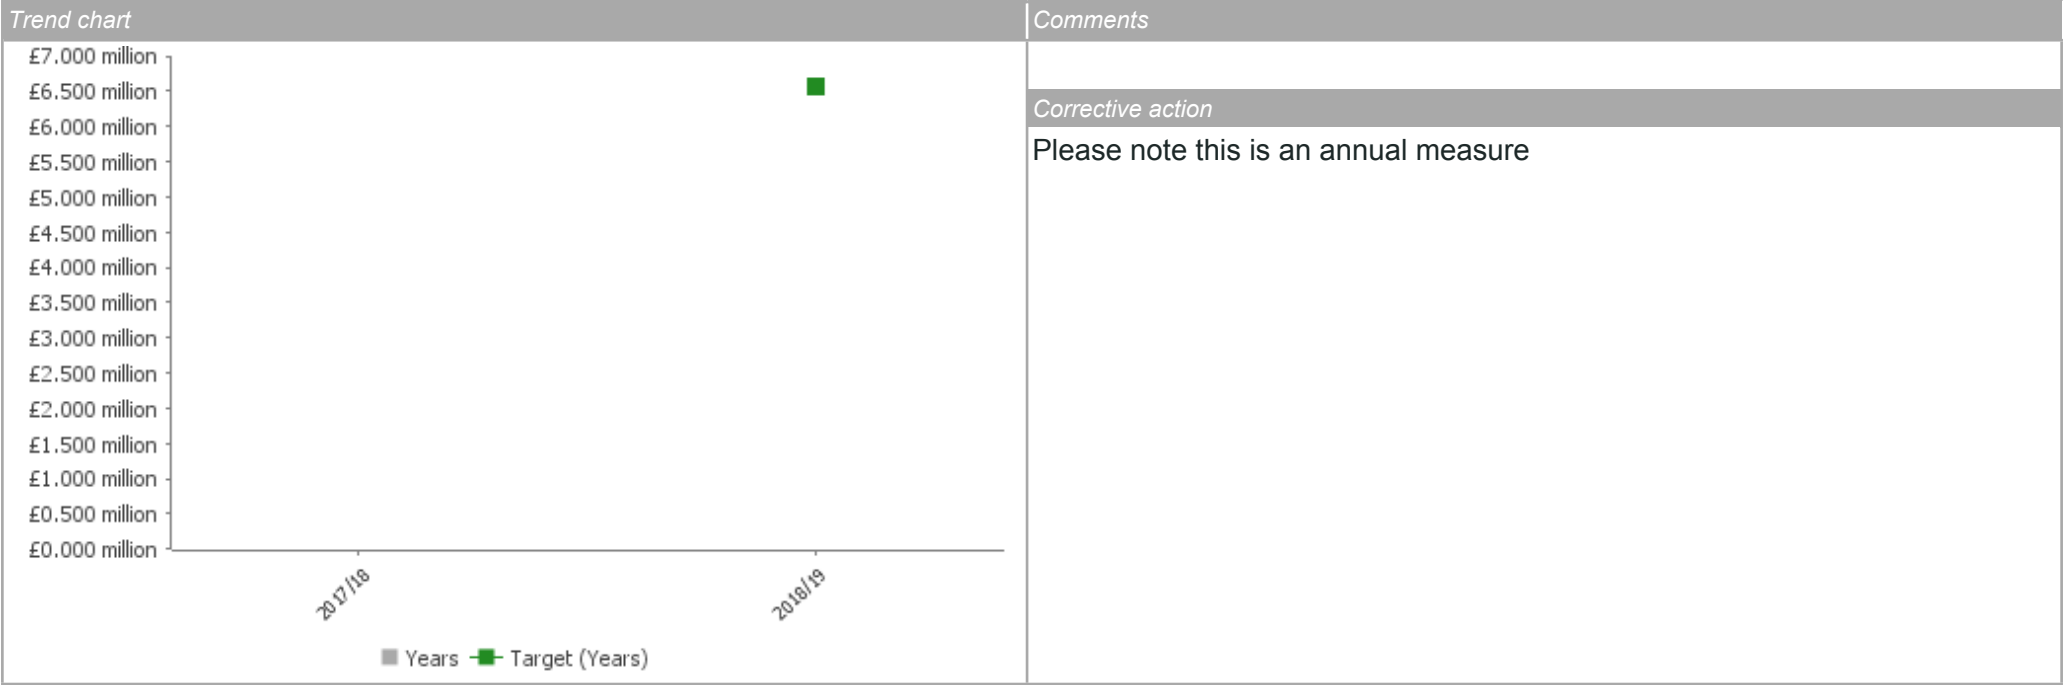 Trend chart
Comments
£7.000 million
£6.500 million
£6.000 million
£5.500 million
£5.000 million
£4.500 million
£4.000 million
£3.500 million
£3.000 million
£2.500 million
£2.000 million
£1.500 million
£1.000 million
£0.500 million
£0.000 million
2017/18
2018/19
Years
Target (Years)
Corrective action
Please note this is an annual measure